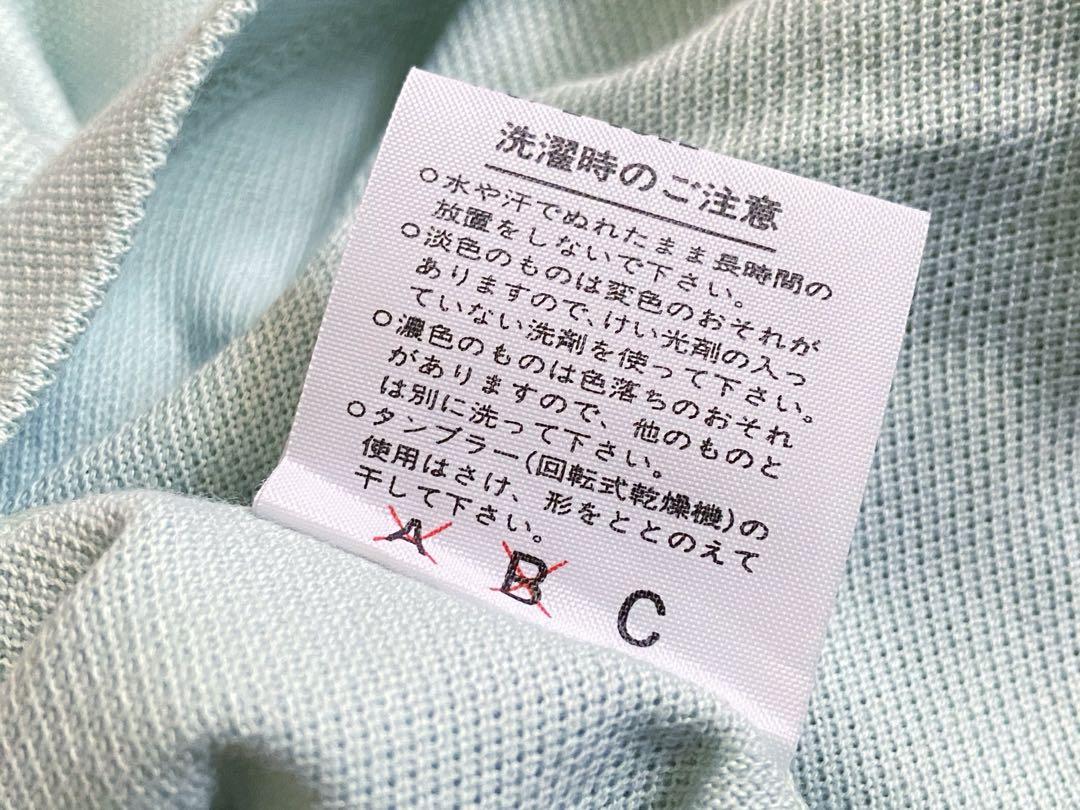 洗濯時のご注意
○水や汗でぬれたまま長時間の
放置をしないで下さい。
○淡色のものは変色のおそれが
ありますので、けい光剤の入っ
ていない洗剤を使って下さい。
○濃色のものは色落ちのおそれ
がありますので、他のものと
は別に洗って下さい。
○タンブラー(回転式乾燥機)の
使用はさけ、形をととのえて
干して下さい。
A B C